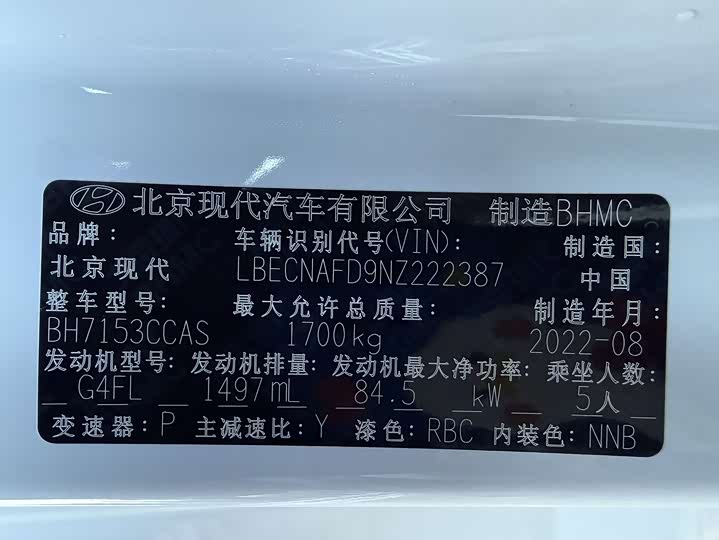 北京现代汽车有限公司 制造BHMC
品牌: 车辆识别代号(VIN): 制造国:
北京现代 LBECNAFD9NZ222387 中国
整车型号: 最大允许总质量: 制造年月:
BH7153CCAS 1700kg 2022-08
发动机型号: 发动机排量: 发动机最大净功率: 乘坐人数:
G4FL 1497mL 84.5 kW 5人
变速器: P 主减速比: Y 漆色: RBC 内装色: NNB